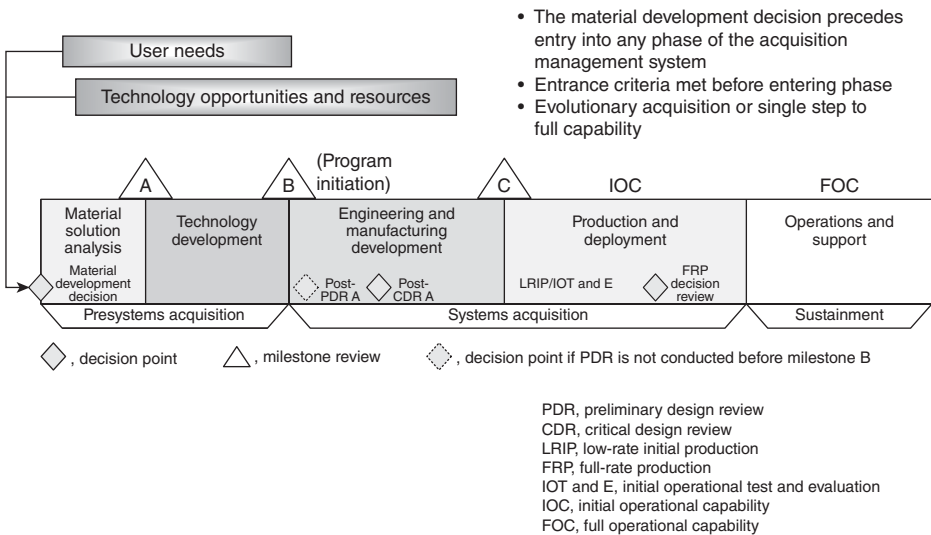 User needs
Technology opportunities and resources
• The material development decision precedes
entry into any phase of the acquisition
management system
• Entrance criteria met before entering phase
• Evolutionary acquisition or single step to
full capability
A
B
(Program
initiation)
C
IOC
FOC
Material
solution
analysis
Technology
development
Engineering and
manufacturing
development
Production and
deployment
Operations and
support
Material
development
decision
Post-
PDR A
Post-
CDR A
LRIP/IOT and E
FRP
decision
review
Presystems acquisition
Systems acquisition
Sustainment
, decision point
, milestone review
, decision point if PDR is not conducted before milestone B
PDR, preliminary design review
CDR, critical design review
LRIP, low-rate initial production
FRP, full-rate production
IOT and E, initial operational test and evaluation
IOC, initial operational capability
FOC, full operational capability